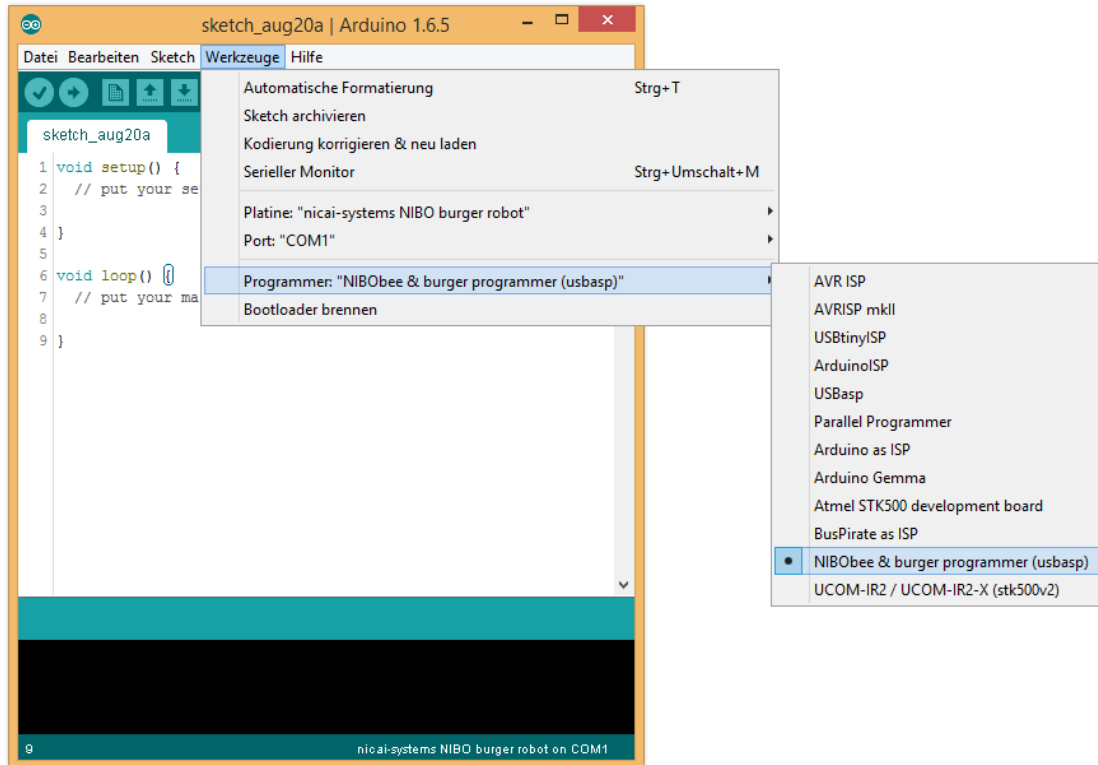 sketch_aug20a | Arduino 1.6.5
Datei Bearbeiten Sketch Werkzeuge Hilfe
Automatische Formatierung Strg+T
Sketch archivieren
Kodierung korrigieren & neu laden
Serieller Monitor Strg+Umschalt+M
Platine: "nicai-systems NIBO burger robot"
Port: "COM1"
Programmer: "NIBObee & burger programmer (usbasp)"
Bootloader brennen
AVR ISP
AVRISP mkII
USBtinyISP
ArduinoISP
USBasp
Parallel Programmer
Arduino as ISP
Arduino Gemma
Atmel STK500 development board
BusPirate as ISP
NIBObee & burger programmer (usbasp)
UCOM-IR2 / UCOM-IR2-X (stk500v2)
sketch_aug20a
1 void setup() {
2 // put your se
3
4 }
5
6 void loop() {
7 // put your ma
8
9 }
9 nicai-systems NIBO burger robot on COM1